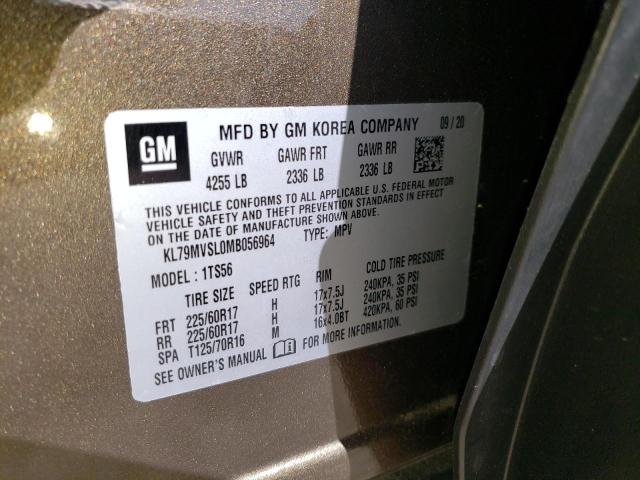 GM MFD BY GM KOREA COMPANY 09/20
GVWR GAWR FRT GAWR RR
4255 LB 2336 LB 2336 LB
THIS VEHICLE CONFORMS TO ALL APPLICABLE U.S. FEDERAL MOTOR
VEHICLE SAFETY AND THEFT PREVENTION STANDARDS IN EFFECT
ON THE DATE OF MANUFACTURE SHOWN ABOVE.
KL79MVSL0MB056964 TYPE: MPV
MODEL: 1TS56
TIRE SIZE SPEED RTG RIM COLD TIRE PRESSURE
FRT 225/60R17 H 17x7.5J 240KPA, 35 PSI
RR 225/60R17 H 17x7.5J 240KPA, 35 PSI
SPA T125/70R16 M 16x4.0BT 420KPA, 60 PSI
SEE OWNER'S MANUAL FOR MORE INFORMATION.